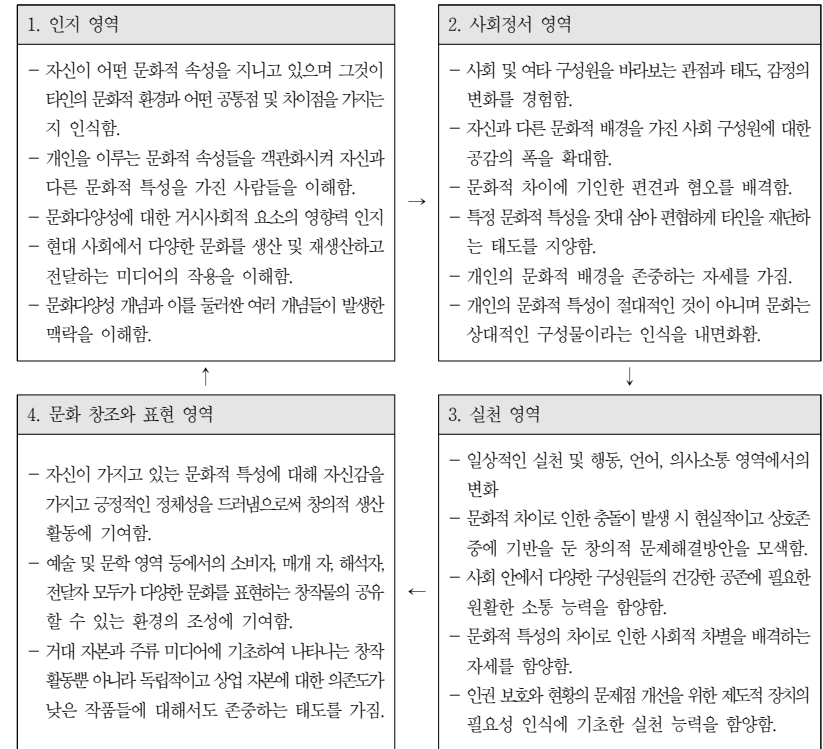 1. 인지 영역
– 자신이 어떤 문화적 속성을 지니고 있으며 그것이
타인의 문화적 환경과 어떤 공통점 및 차이점을 가지는
지 인식함.
– 개인을 이루는 문화적 속성들을 객관화시켜 자신과
다른 문화적 특성을 가진 사람들을 이해함.
– 문화다양성에 대한 거시사회적 요소의 영향력 인지
– 현대 사회에서 다양한 문화를 생산 및 재생산하고
전달하는 미디어의 작용을 이해함.
– 문화다양성 개념과 이를 둘러싼 여러 개념들이 발생한
맥락을 이해함.
→
2. 사회정서 영역
– 사회 및 여타 구성원을 바라보는 관점과 태도, 감정의
변화를 경험함.
– 자신과 다른 문화적 배경을 가진 사회 구성원에 대한
공감의 폭을 확대함.
– 문화적 차이에 기인한 편견과 혐오를 배격함.
– 특정 문화적 특성을 잣대 삼아 편협하게 타인을 재단하
는 태도를 지양함.
– 개인의 문화적 배경을 존중하는 자세를 가짐.
– 개인의 문화적 특성이 절대적인 것이 아니며 문화는
상대적인 구성물이라는 인식을 내면화홤.
↑
↓
4. 문화 창조와 표현 영역
– 자신이 가지고 있는 문화적 특성에 대해 자신감을
가지고 긍정적인 정체성을 드러냄으로써 창의적 생산
활동에 기여함.
– 예술 및 문학 영역 등에서의 소비자, 매개 자, 해석자,
전달자 모두가 다양한 문화를 표현하는 창작물의 공유
할 수 있는 환경의 조성에 기여함.
– 거대 자본과 주류 미디어에 기초하여 나타나는 창작
활동뿐 아니라 독립적이고 상업 자본에 대한 의존도가
낮은 작품들에 대해서도 존중하는 태도를 가짐.
←
3. 실천 영역
– 일상적인 실천 및 행동, 언어, 의사소통 영역에서의
변화
– 문화적 차이로 인한 충돌이 발생 시 현실적이고 상호존
중에 기반을 둔 창의적 문제해결방안을 모색함.
– 사회 안에서 다양한 구성원들의 건강한 공존에 필요한
원활한 소통 능력을 함양함.
– 문화적 특성의 차이로 인한 사회적 차별을 배격하는
자세를 함양함.
– 인권 보호와 현황의 문제점 개선을 위한 제도적 장치의
필요성 인식에 기초한 실천 능력을 함양함.